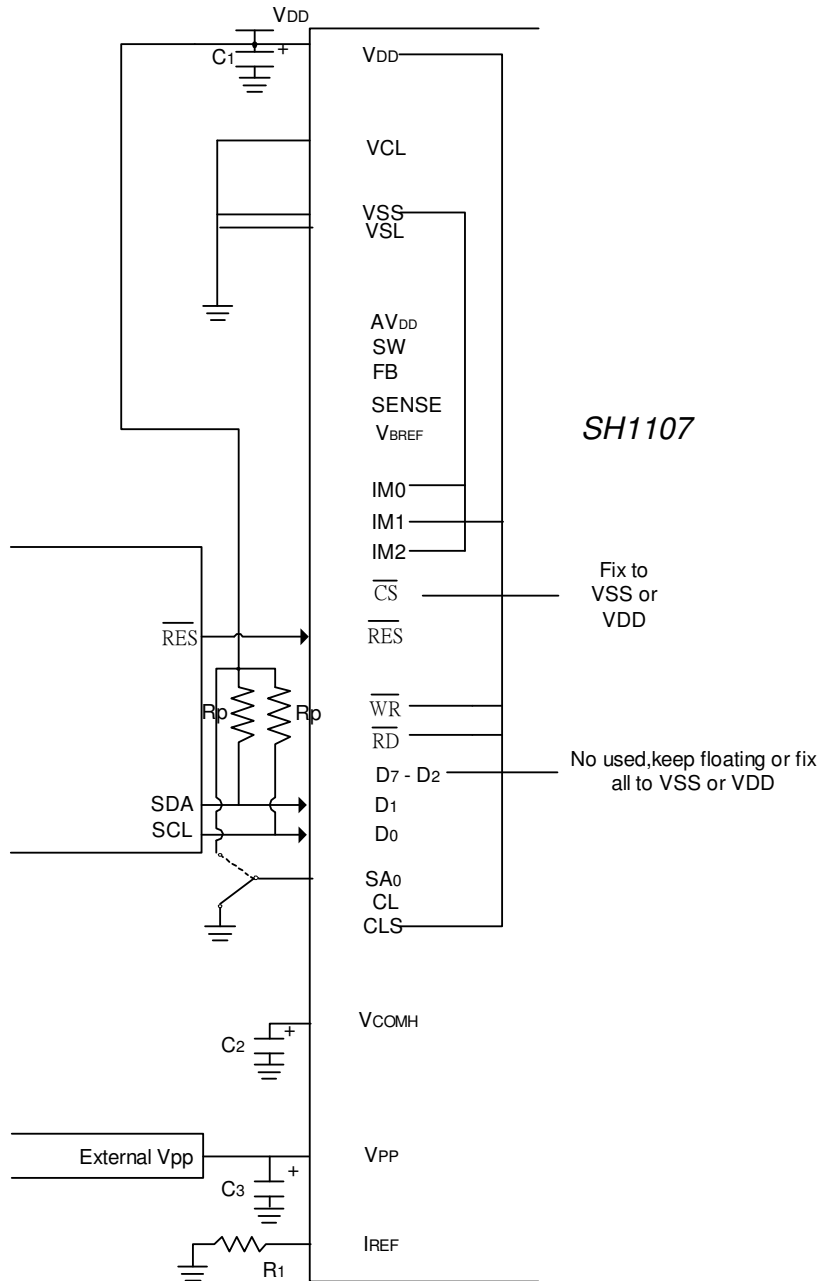 VDD
C1 +
VDD
VCL
VSS
VSL
AVDD
SW
FB
SENSE
VBREF
SH1107
IM0
IM1
IM2
CS
Fix to
VSS or
VDD
RES
RES
Rp
Rp
WR
RD
D7 - D2
No used,keep floating or fix
all to VSS or VDD
SDA
D1
SCL
D0
SA0
CL
CLS
VCOMH
C2 +
External Vpp
VPP
C3 +
IREF
R1